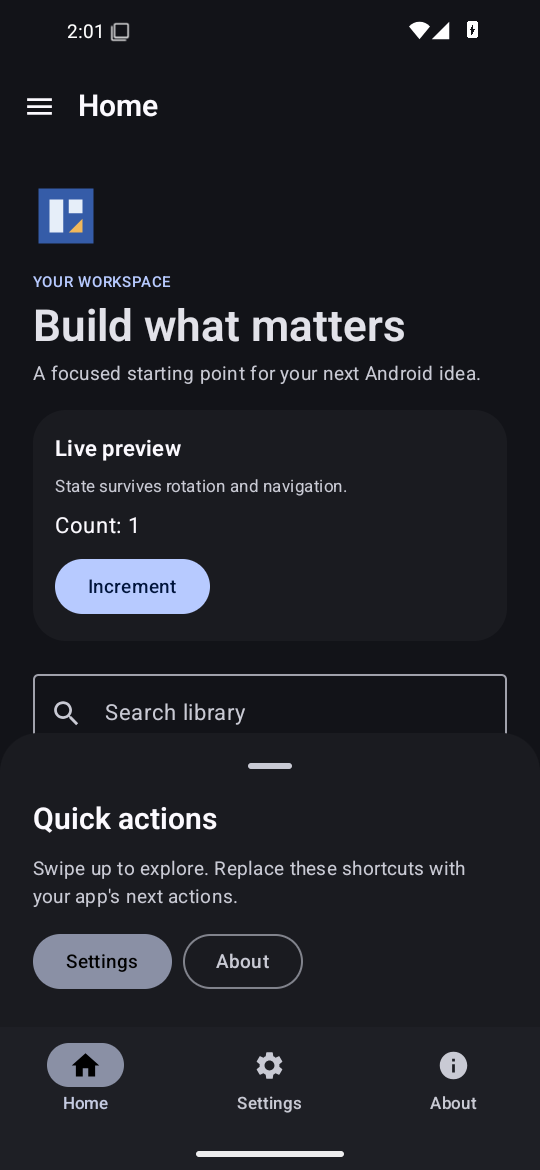 2:01
Home
YOUR WORKSPACE
Build what matters
A focused starting point for your next Android idea.
Live preview
State survives rotation and navigation.
Count: 1
Increment
Search library
Quick actions
Swipe up to explore. Replace these shortcuts with
your app's next actions.
Settings
About
Home
Settings
About